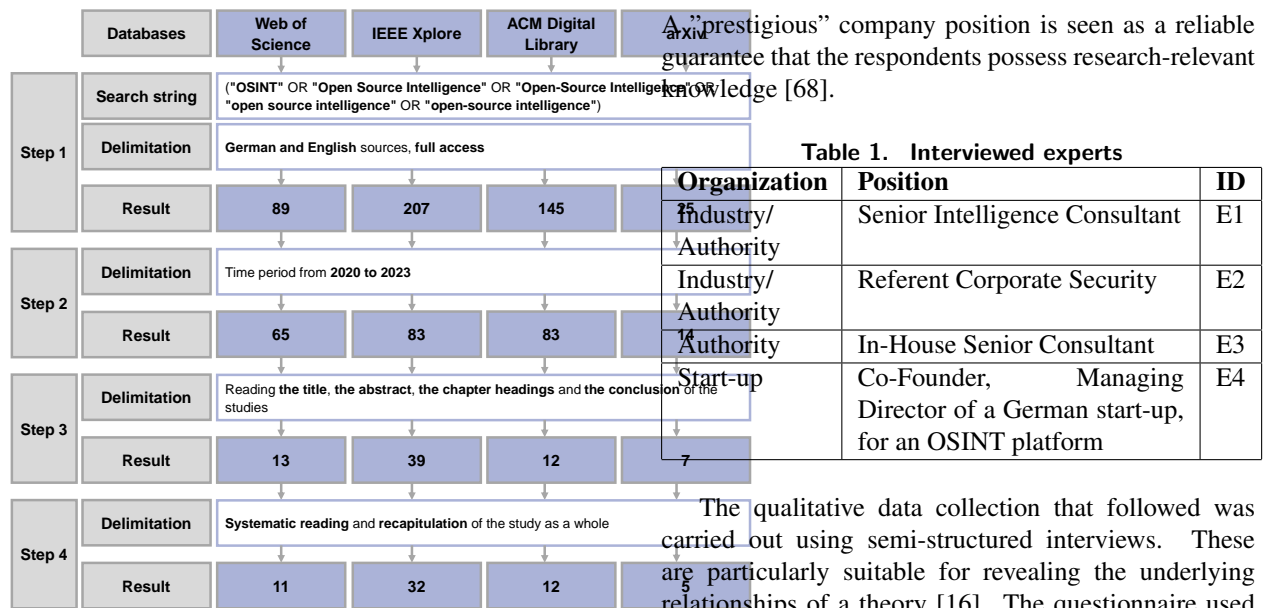 Databases
Web of
Science
IEEE Xplore
ACM Digital
Library
arXiv
Step 1
Search string
("OSINT" OR "Open Source Intelligence" OR "Open-Source Intelligence" OR
"open source intelligence" OR "open-source intelligence")
Delimitation
German and English sources, full access
Result
89
207
145
25
Step 2
Delimitation
Time period from 2020 to 2023
Result
65
83
83
14
Step 3
Delimitation
Reading the title, the abstract, the chapter headings and the conclusion of the
studies
Result
13
39
12
7
Step 4
Delimitation
Systematic reading and recapitulation of the study as a whole
Result
11
32
12
5
A "prestigious" company position is seen as a reliable
guarantee that the respondents possess research-relevant
knowledge [68].
Table 1. Interviewed experts
Organization Position ID
Industry/ Senior Intelligence Consultant E1
Authority
Industry/ Referent Corporate Security E2
Authority
Authority In-House Senior Consultant E3
Start-up Co-Founder, Managing E4
Director of a German start-up,
for an OSINT platform
The qualitative data collection that followed was
carried out using semi-structured interviews. These
are particularly suitable for revealing the underlying
relationships of a theory [16]. The questionnaire used